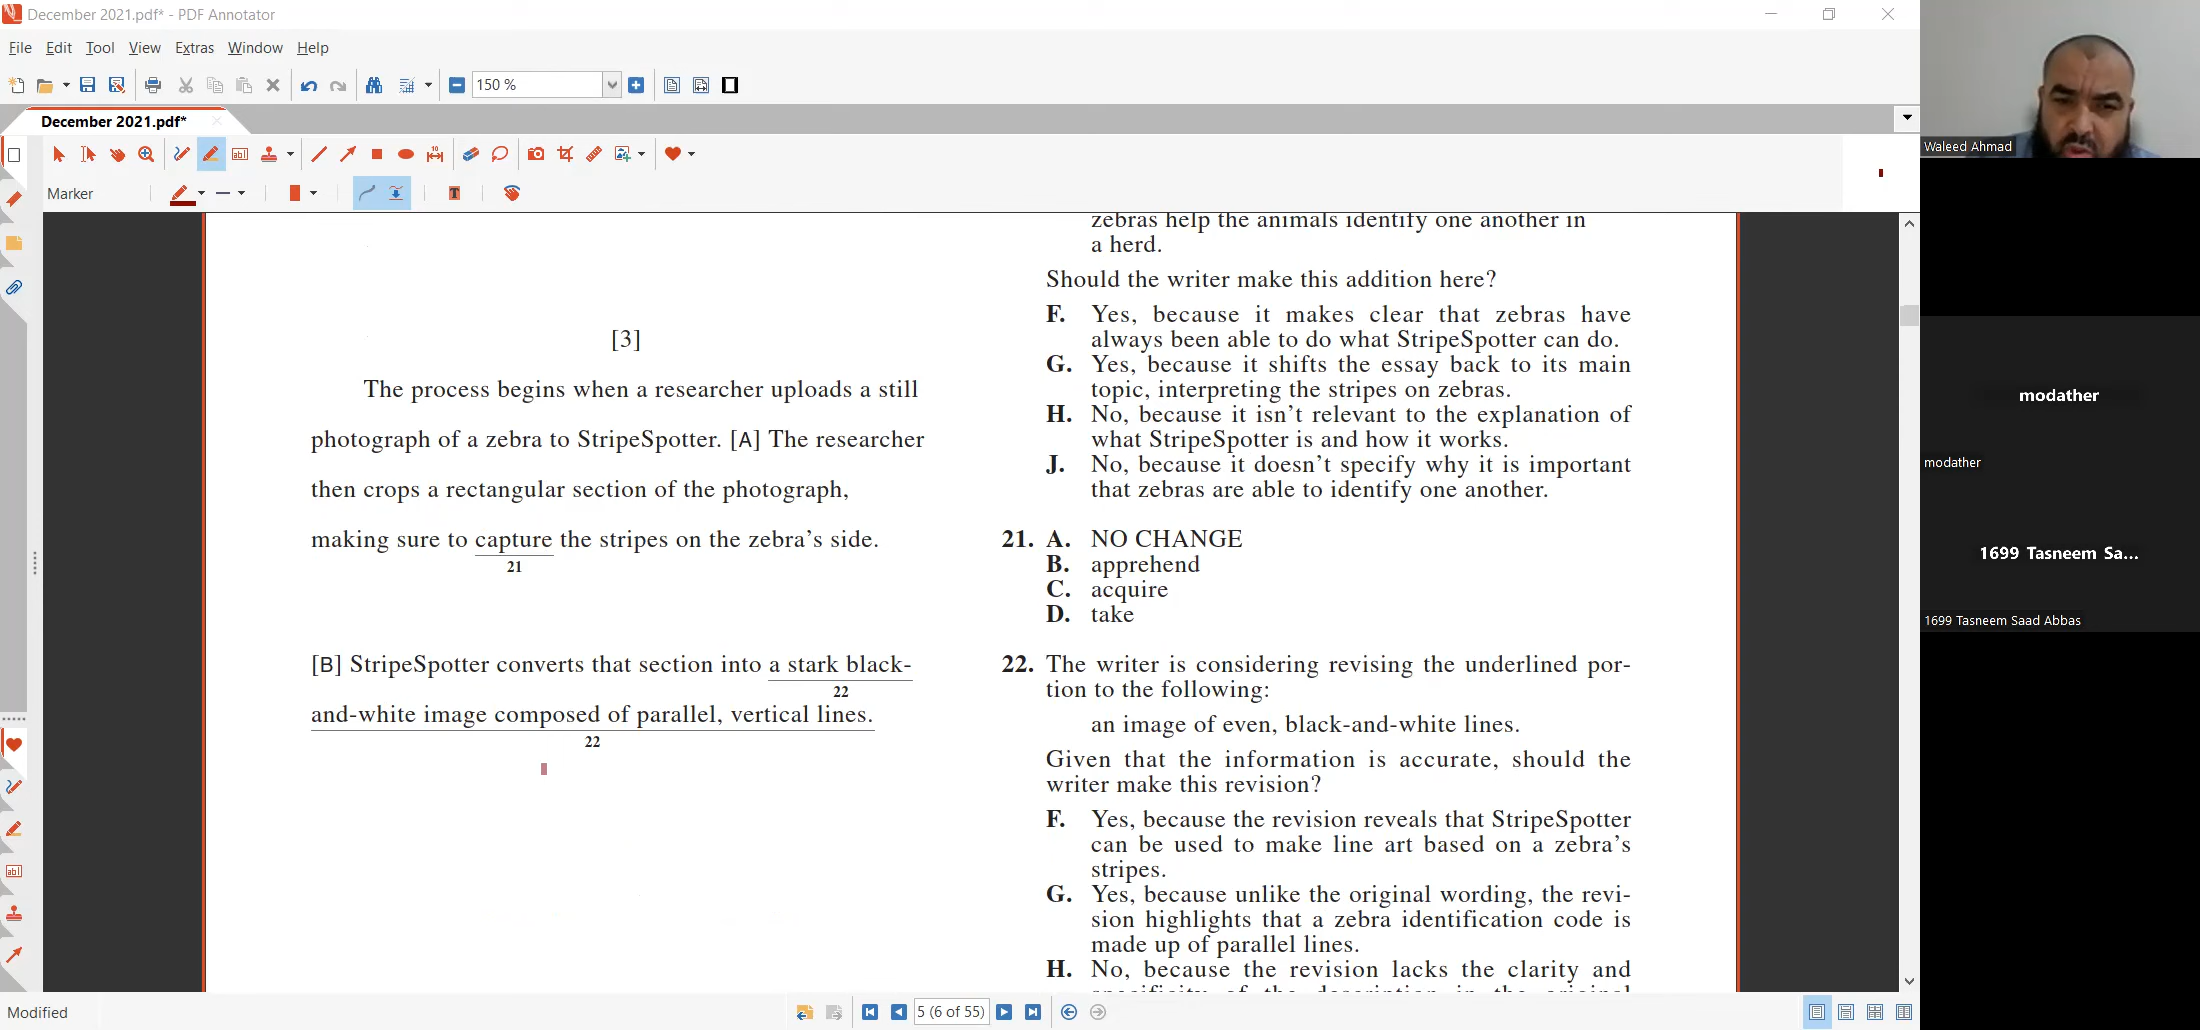 December 2021.pdf* - PDF Annotator
File Edit Tool View Extras Window Help
150 %
December 2021.pdf*
Marker
[3]
The process begins when a researcher uploads a still
photograph of a zebra to StripeSpotter. [A] The researcher
then crops a rectangular section of the photograph,
making sure to capture the stripes on the zebra's side.
21
[B] StripeSpotter converts that section into a stark black-
22
and-white image composed of parallel, vertical lines.
22
zebras help the animals identify one another in
a herd.
Should the writer make this addition here?
F. Yes, because it makes clear that zebras have
always been able to do what StripeSpotter can do.
G. Yes, because it shifts the essay back to its main
topic, interpreting the stripes on zebras.
H. No, because it isn't relevant to the explanation of
what StripeSpotter is and how it works.
J. No, because it doesn't specify why it is important
that zebras are able to identify one another.
21. A. NO CHANGE
B. apprehend
C. acquire
D. take
22. The writer is considering revising the underlined por-
tion to the following:
an image of even, black-and-white lines.
Given that the information is accurate, should the
writer make this revision?
F. Yes, because the revision reveals that StripeSpotter
can be used to make line art based on a zebra's
stripes.
G. Yes, because unlike the original wording, the revi-
sion highlights that a zebra identification code is
made up of parallel lines.
H. No, because the revision lacks the clarity and
Modified
5 (6 of 55)
Waleed Ahmad
modather
modather
1699 Tasneem Sa...
1699 Tasneem Saad Abbas